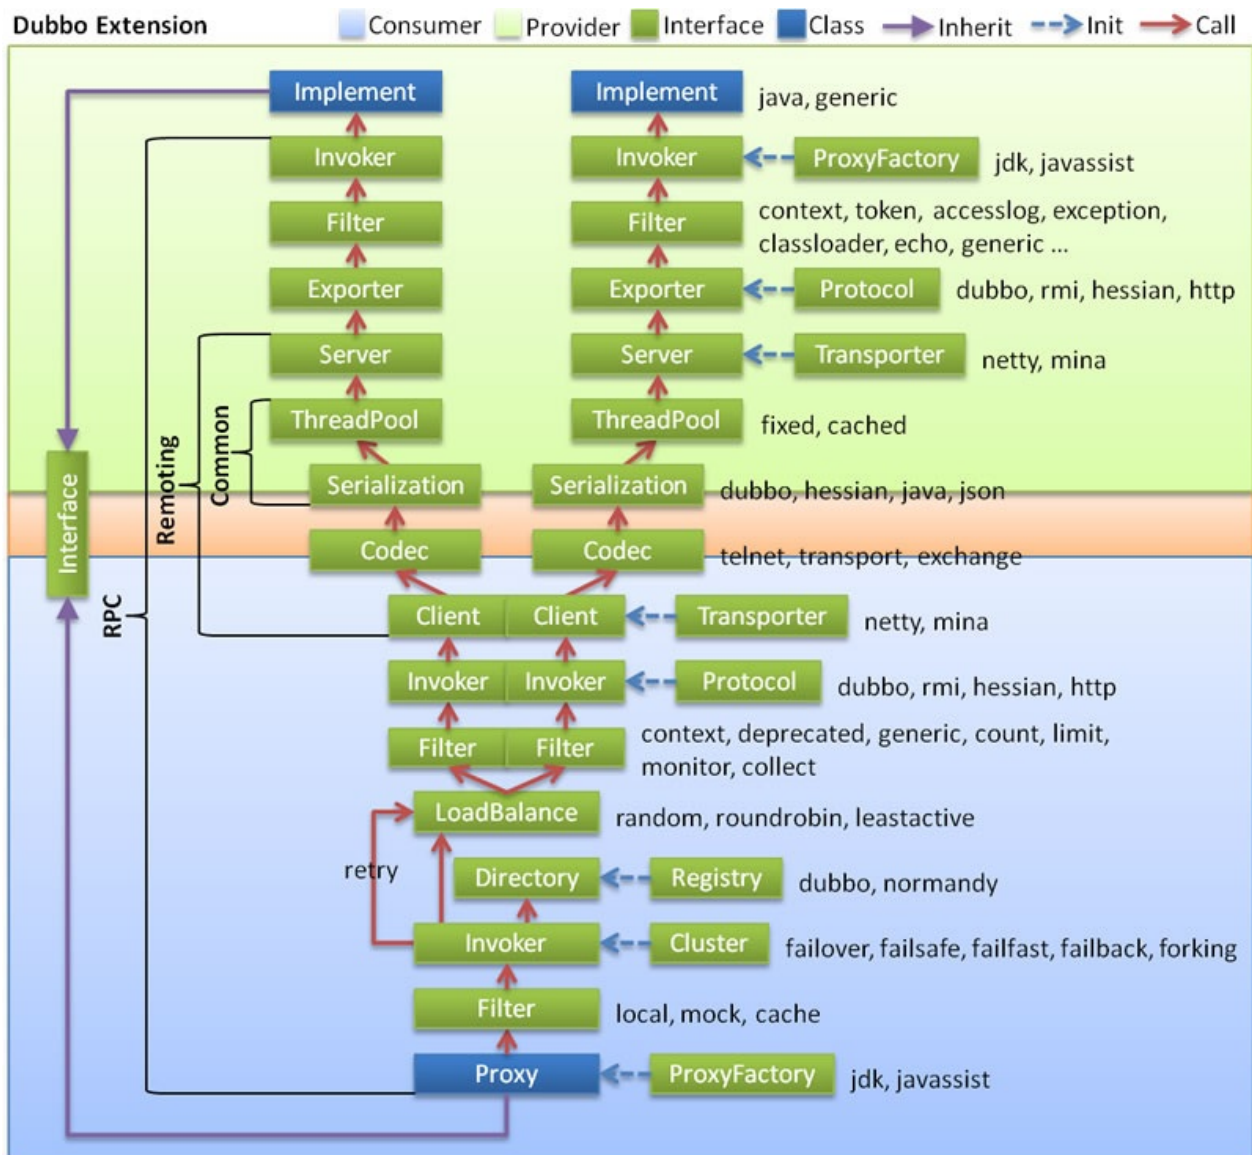 Dubbo Extension Consumer Provider Interface Class Inherit Init Call
Implement Implement java, generic
Invoker Invoker ProxyFactory jdk, javassist
Filter Filter context, token, accesslog, exception,
classloader, echo, generic ...
Exporter Exporter Protocol dubbo, rmi, hessian, http
Server Server Transporter netty, mina
ThreadPool ThreadPool fixed, cached
Common
Remoting
Serialization Serialization dubbo, hessian, java, json
Interface
Codec Codec telnet, transport, exchange
RPC
Client Client Transporter netty, mina
Invoker Invoker Protocol dubbo, rmi, hessian, http
Filter Filter context, deprecated, generic, count, limit,
monitor, collect
LoadBalance random, roundrobin, leastactive
retry
Directory Registry dubbo, normandy
Invoker Cluster failover, failsafe, failfast, failback, forking
Filter local, mock, cache
Proxy ProxyFactory jdk, javassist